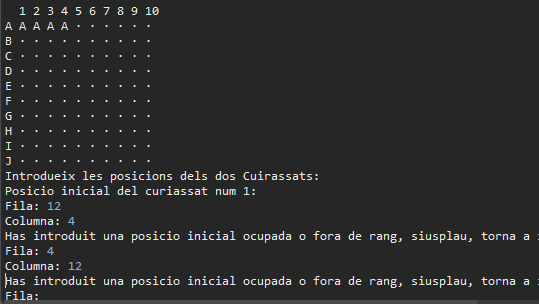 1 2 3 4 5 6 7 8 9 10
A A A A A · · · · · ·
B · · · · · · · · · ·
C · · · · · · · · · ·
D · · · · · · · · · ·
E · · · · · · · · · ·
F · · · · · · · · · ·
G · · · · · · · · · ·
H · · · · · · · · · ·
I · · · · · · · · · ·
J · · · · · · · · · ·
Introdueix les posicions dels dos Cuirassats:
Posicio inicial del curiassat num 1:
Fila: 12
Columna: 4
Has introduit una posicio inicial ocupada o fora de rang, siusplau, torna a
Fila: 4
Columna: 12
Has introduit una posicio inicial ocupada o fora de rang, siusplau, torna a
Fila: